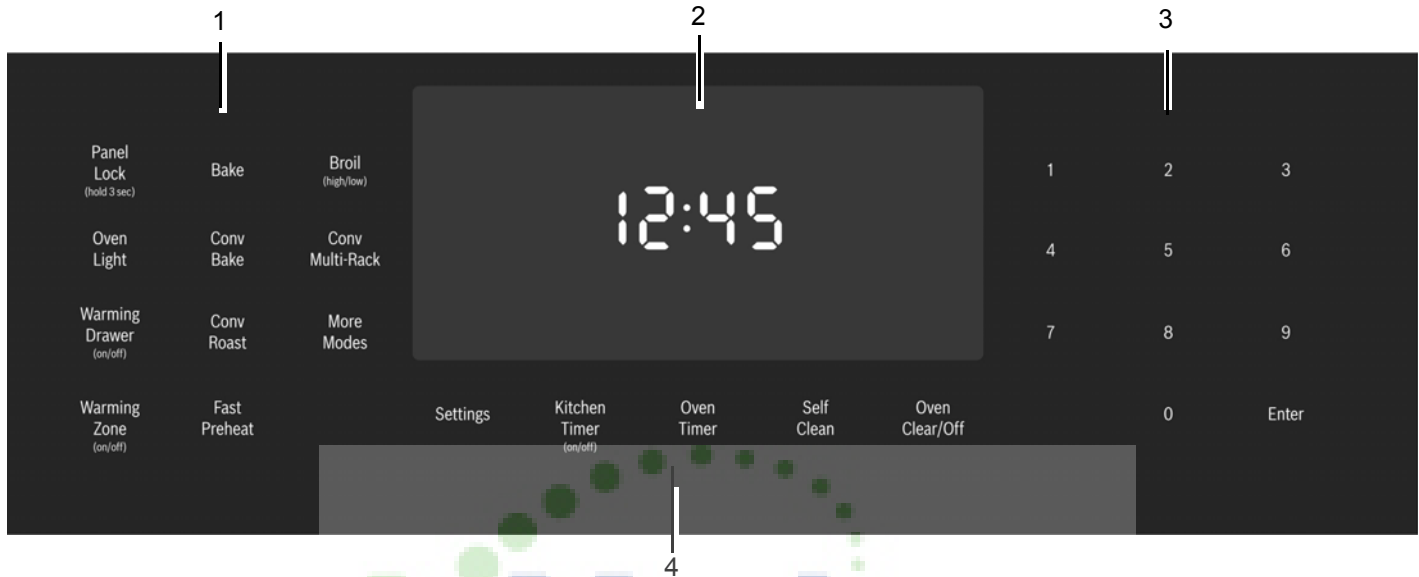 1
2
3
Panel
Lock
(hold 3 sec)
Bake
Broil
(high/low)
12:45
1
2
3
Oven
Light
Conv
Bake
Conv
Multi-Rack
4
5
6
Warming
Drawer
(on/off)
Conv
Roast
More
Modes
7
8
9
Warming
Zone
(on/off)
Fast
Preheat
Settings
Kitchen
Timer
(on/off)
Oven
Timer
Self
Clean
Oven
Clear/Off
0
Enter
4